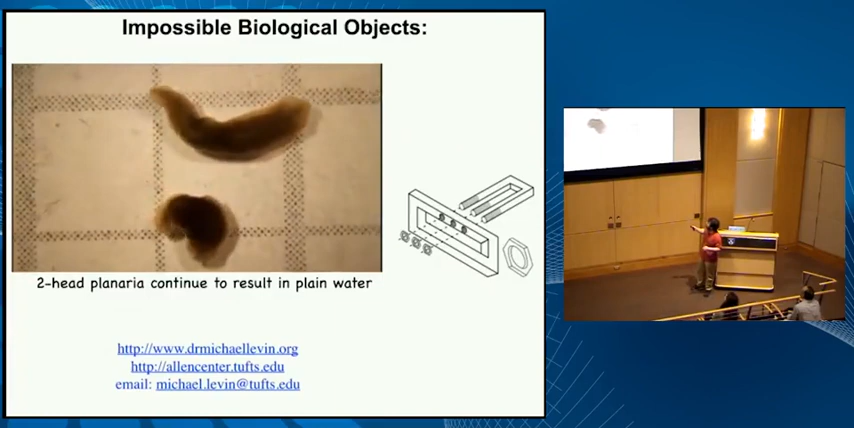 Impossible Biological Objects:
2-head planaria continue to result in plain water
http://www.drmichaellevin.org
http://allencenter.tufts.edu
email: michael.levin@tufts.edu